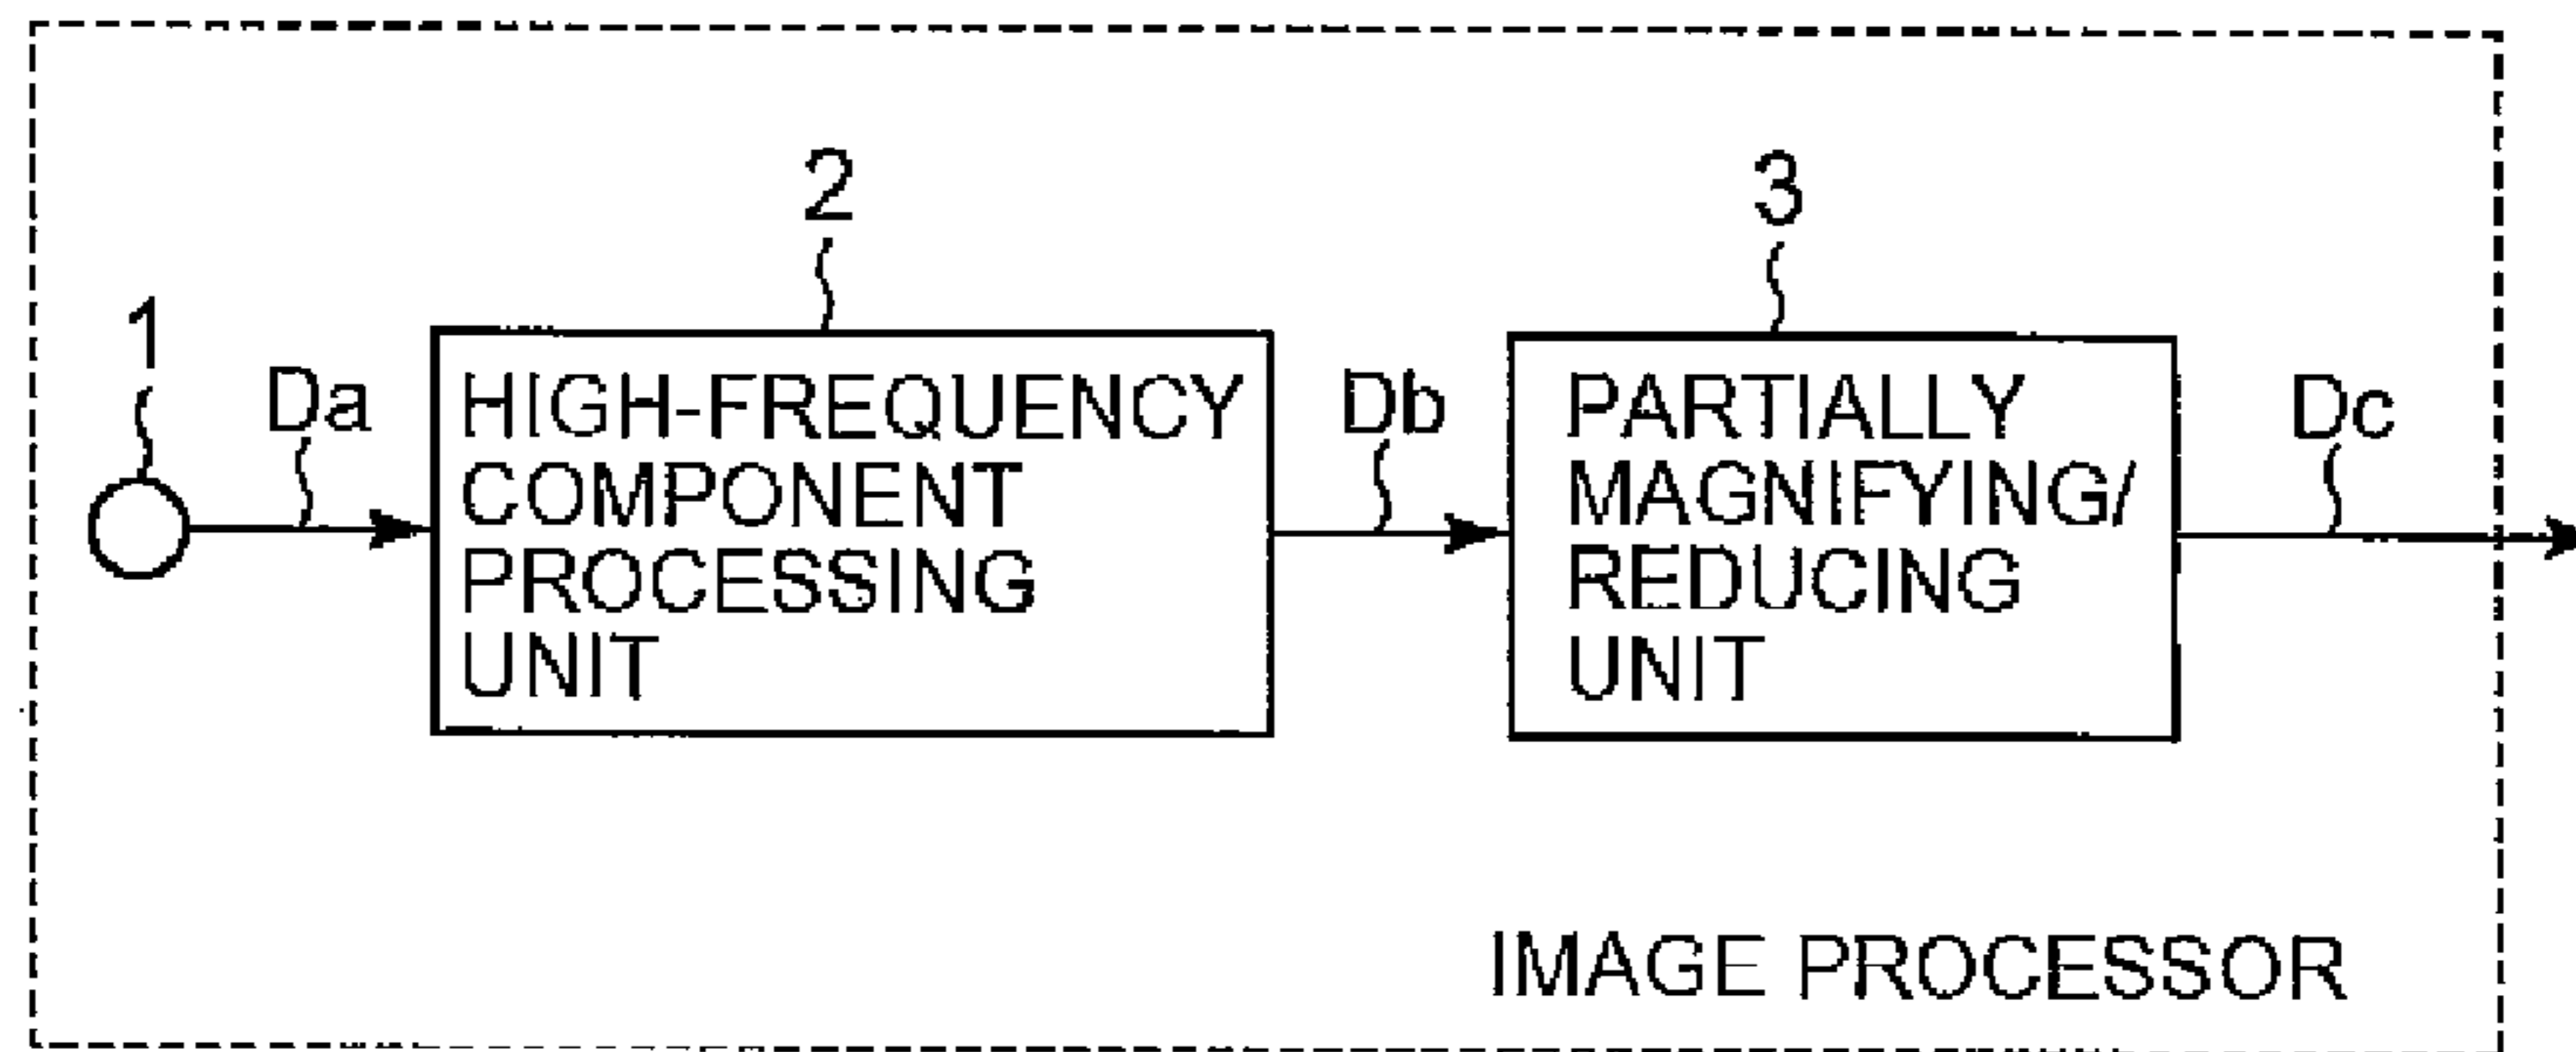 2
3
1
Da
HIGH-FREQUENCY
COMPONENT
PROCESSING
UNIT
Db
PARTIALLY
MAGNIFYING/
REDUCING
UNIT
Dc
IMAGE PROCESSOR